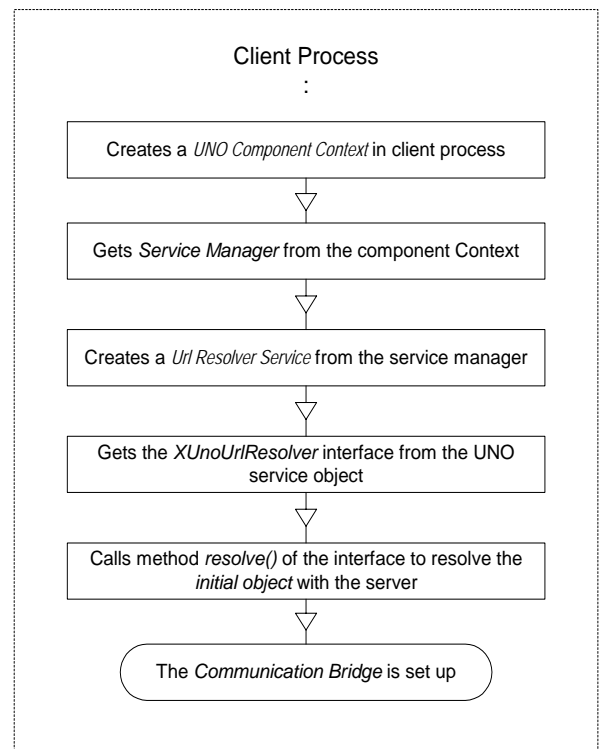 Client Process
:
Creates a UNO Component Context in client process
Gets Service Manager from the component Context
Creates a Url Resolver Service from the service manager
Gets the XUnoUrlResolver interface from the UNO
service object
Calls method resolve() of the interface to resolve the
initial object with the server
The Communication Bridge is set up